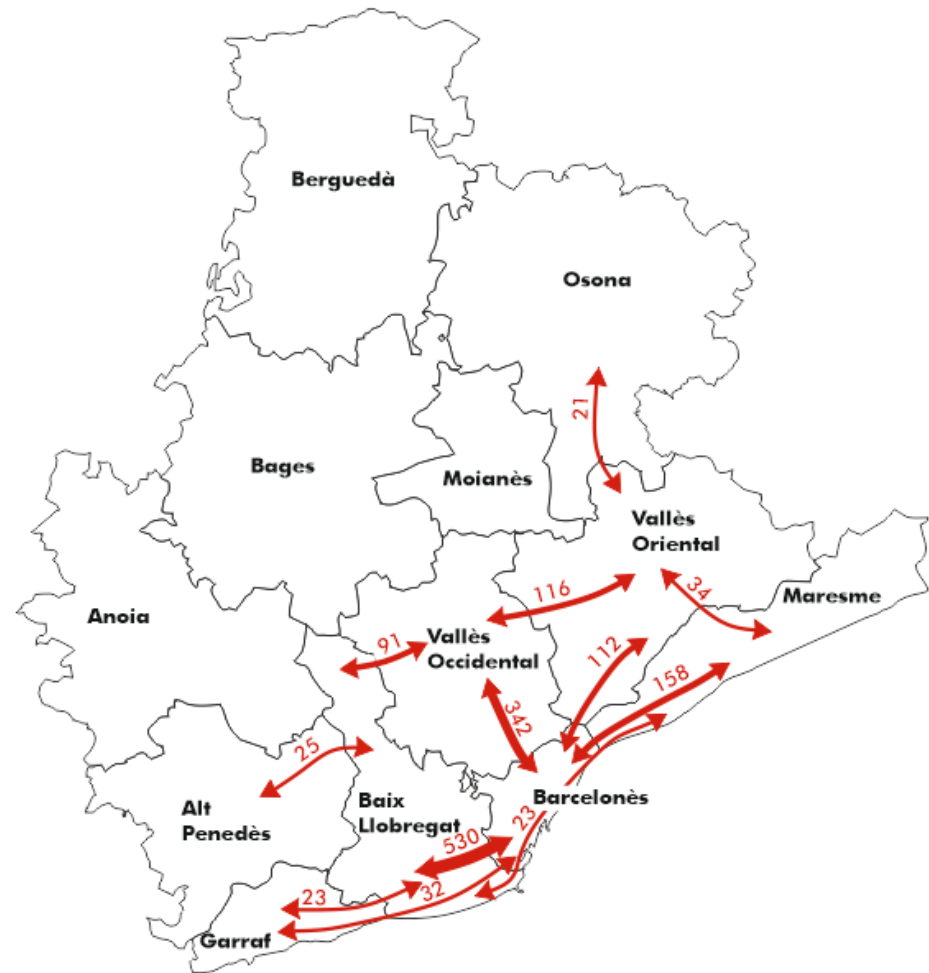 Berguedà
Osona
21
Bages
Moianès
Vallès
Oriental
116
34
Maresme
Anoia
91
Vallès
Occidental
112
158
342
25
Barcelonès
Alt
Penedès
Baix
Llobregat
23
530
23
32
Garraf